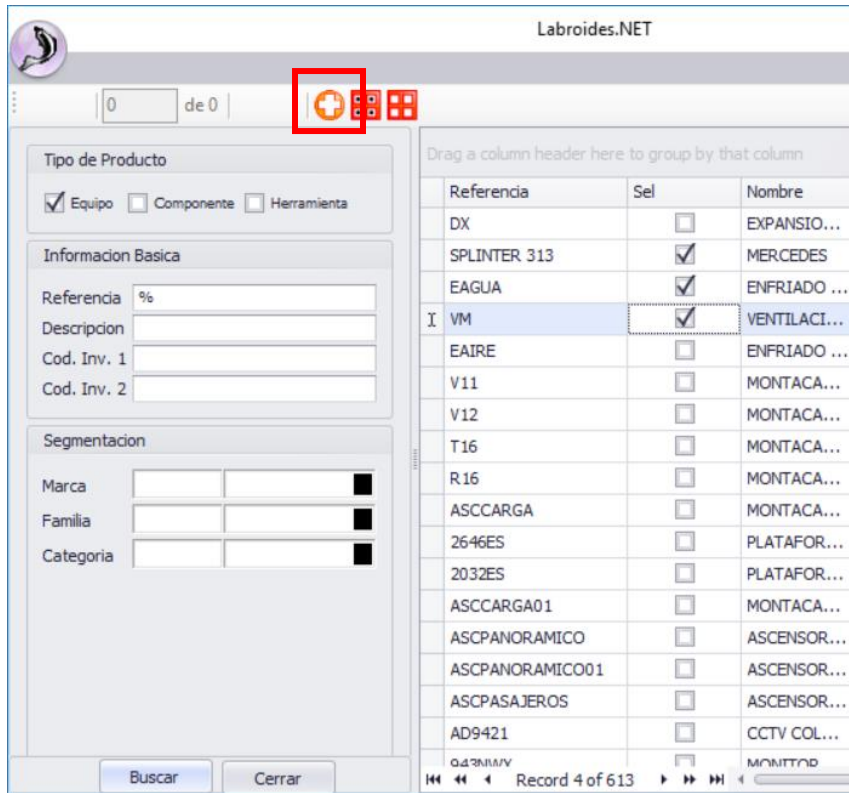 Labroides.NET
0 de 0
Tipo de Producto
Equipo Componente Herramienta
Informacion Basica
Referencia %
Descripcion
Cod. Inv. 1
Cod. Inv. 2
Segmentacion
Marca
Familia
Categoria
Buscar Cerrar
Drag a column header here to group by that column
Referencia Sel Nombre
DX EXPANSIO...
SPLINTER 313 MERCEDES
EAGUA ENFRIADO ...
VM VENTILACI...
EAIRE ENFRIADO ...
V11 MONTACA...
V12 MONTACA...
T16 MONTACA...
R16 MONTACA...
ASCCARGA MONTACA...
2646ES PLATAFOR...
2032ES PLATAFOR...
ASCCARGA01 MONTACA...
ASCPANORAMICO ASCENSOR...
ASCPANORAMICO01 ASCENSOR...
ASCPASAJEROS ASCENSOR...
AD9421 CCTV COL...
943NWX MONITOR
Record 4 of 613